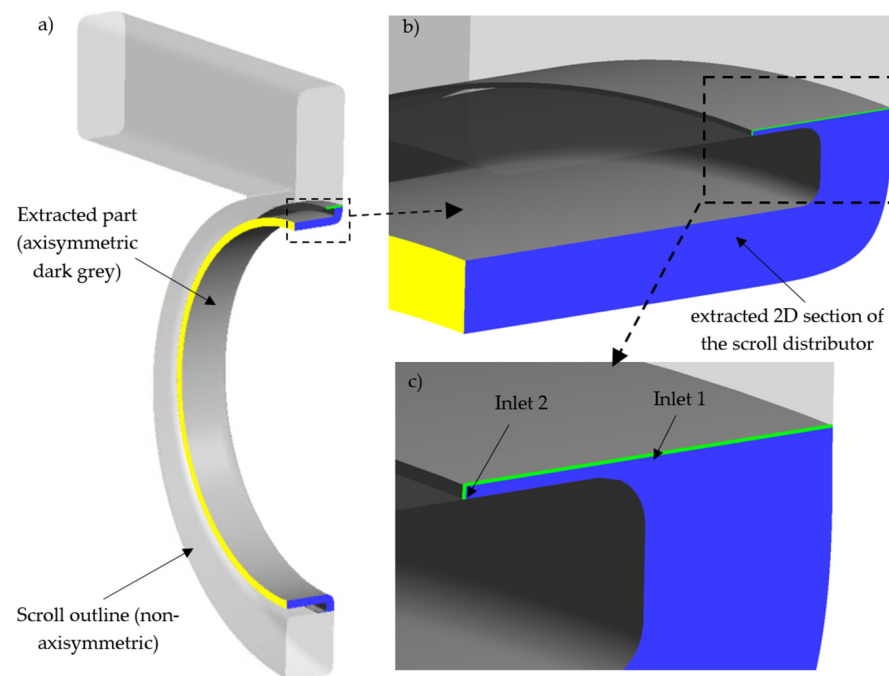 a)
Extracted part
(axisymmetric
dark grey)
Scroll outline (non-
axisymmetric)
b)
extracted 2D section of
the scroll distributor
c)
Inlet 2
Inlet 1